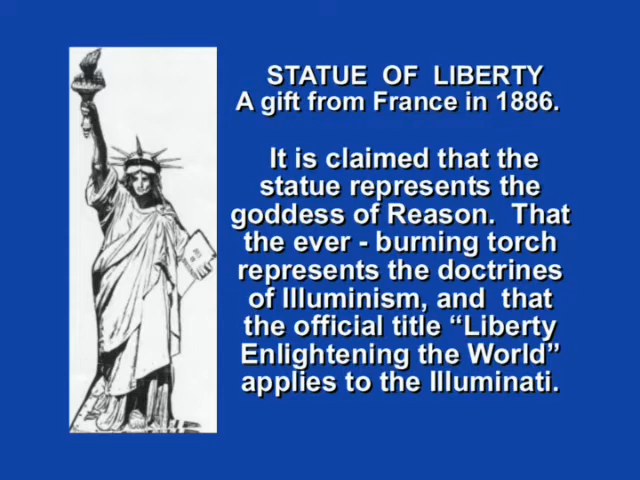 STATUE OF LIBERTY
A gift from France in 1886.
It is claimed that the
statue represents the
goddess of Reason. That
the ever - burning torch
represents the doctrines
of Illuminism, and that
the official title “Liberty
Enlightening the World”
applies to the Illuminati.